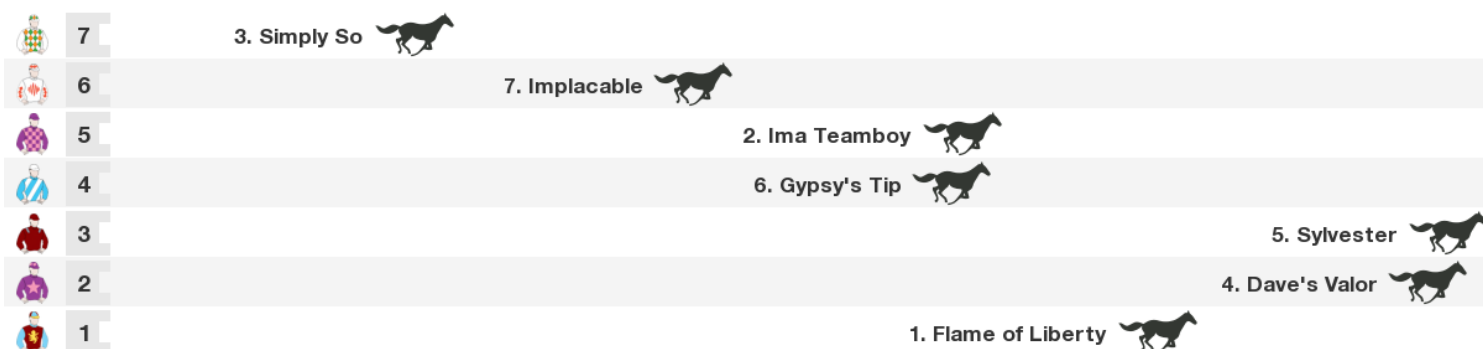 7 3. Simply So
6 7. Implacable
5 2. Ima Teamboy
4 6. Gypsy's Tip
3 5. Sylvester
2 4. Dave's Valor
1 1. Flame of Liberty